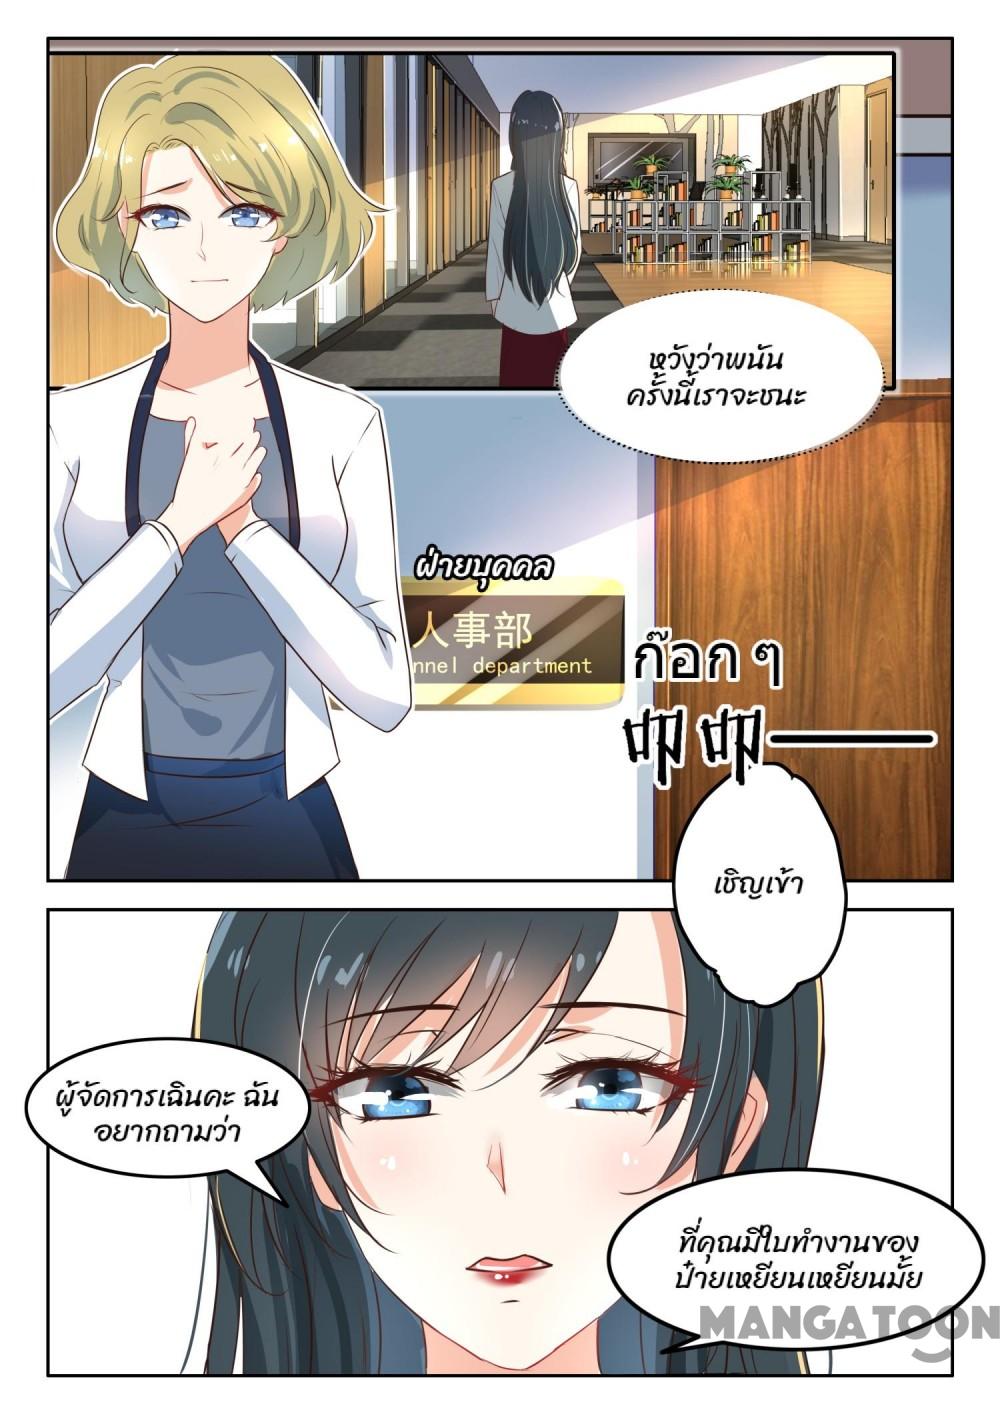 หวังว่าพนัน
ครั้งนี้เราจะชนะ
ฝ่ายบุคคล
人事部
nnel department
ก๊อก ๆ
叩叩——
เชิญเข้า
ผู้จัดการเฉินคะ ฉัน
อยากถามว่า
ที่คุณมีใบทำงานของ
ป๋ายเหยียนเหยียนมั้ย
MANGATOON